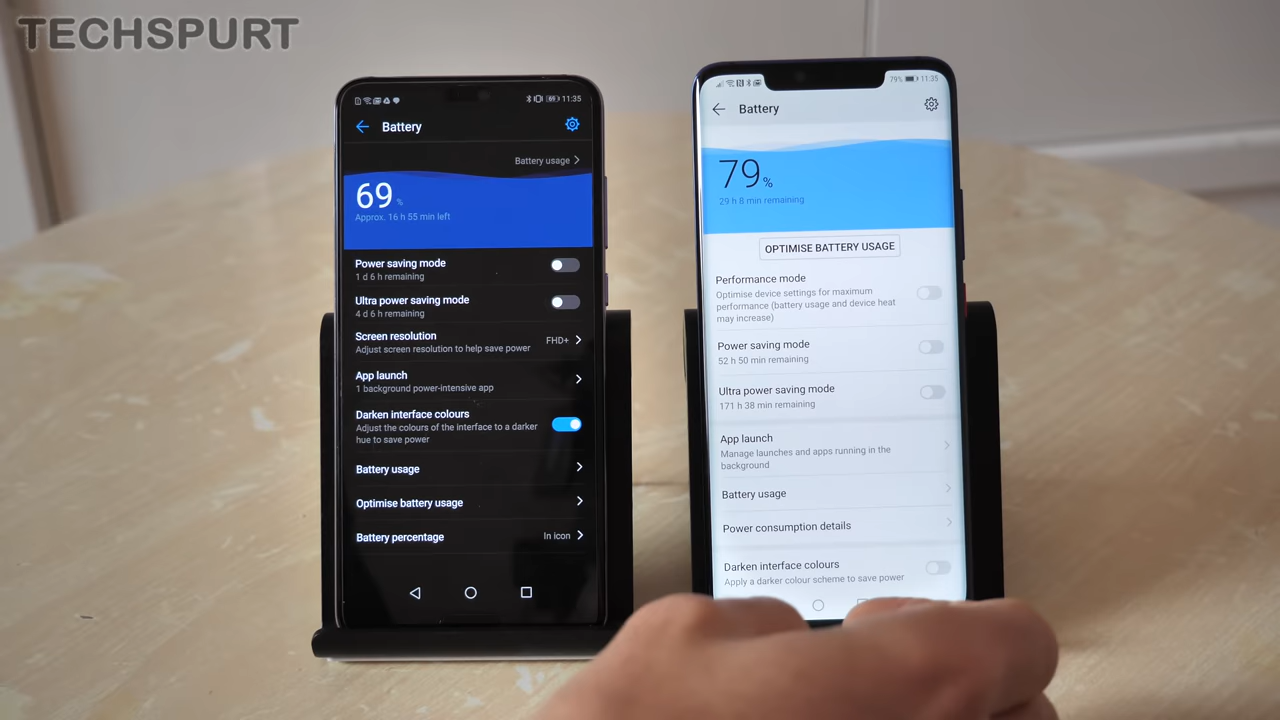 TECHSPURT
69 11:35
Battery
Battery usage
69 %
Approx. 16 h 55 min left
Power saving mode
1 d 6 h remaining
Ultra power saving mode
4 d 6 h remaining
Screen resolution
Adjust screen resolution to help save power
FHD+
App launch
1 background power-intensive app
Darken interface colours
Adjust the colours of the interface to a darker
hue to save power
Battery usage
Optimise battery usage
Battery percentage
In icon
79% 11:35
Battery
79%
29 h 8 min remaining
OPTIMISE BATTERY USAGE
Performance mode
Optimise device settings for maximum
performance (battery usage and device heat
may increase)
Power saving mode
52 h 50 min remaining
Ultra power saving mode
171 h 38 min remaining
App launch
Manage launches and apps running in the
background
Battery usage
Power consumption details
Darken interface colours
Apply a darker colour scheme to save power